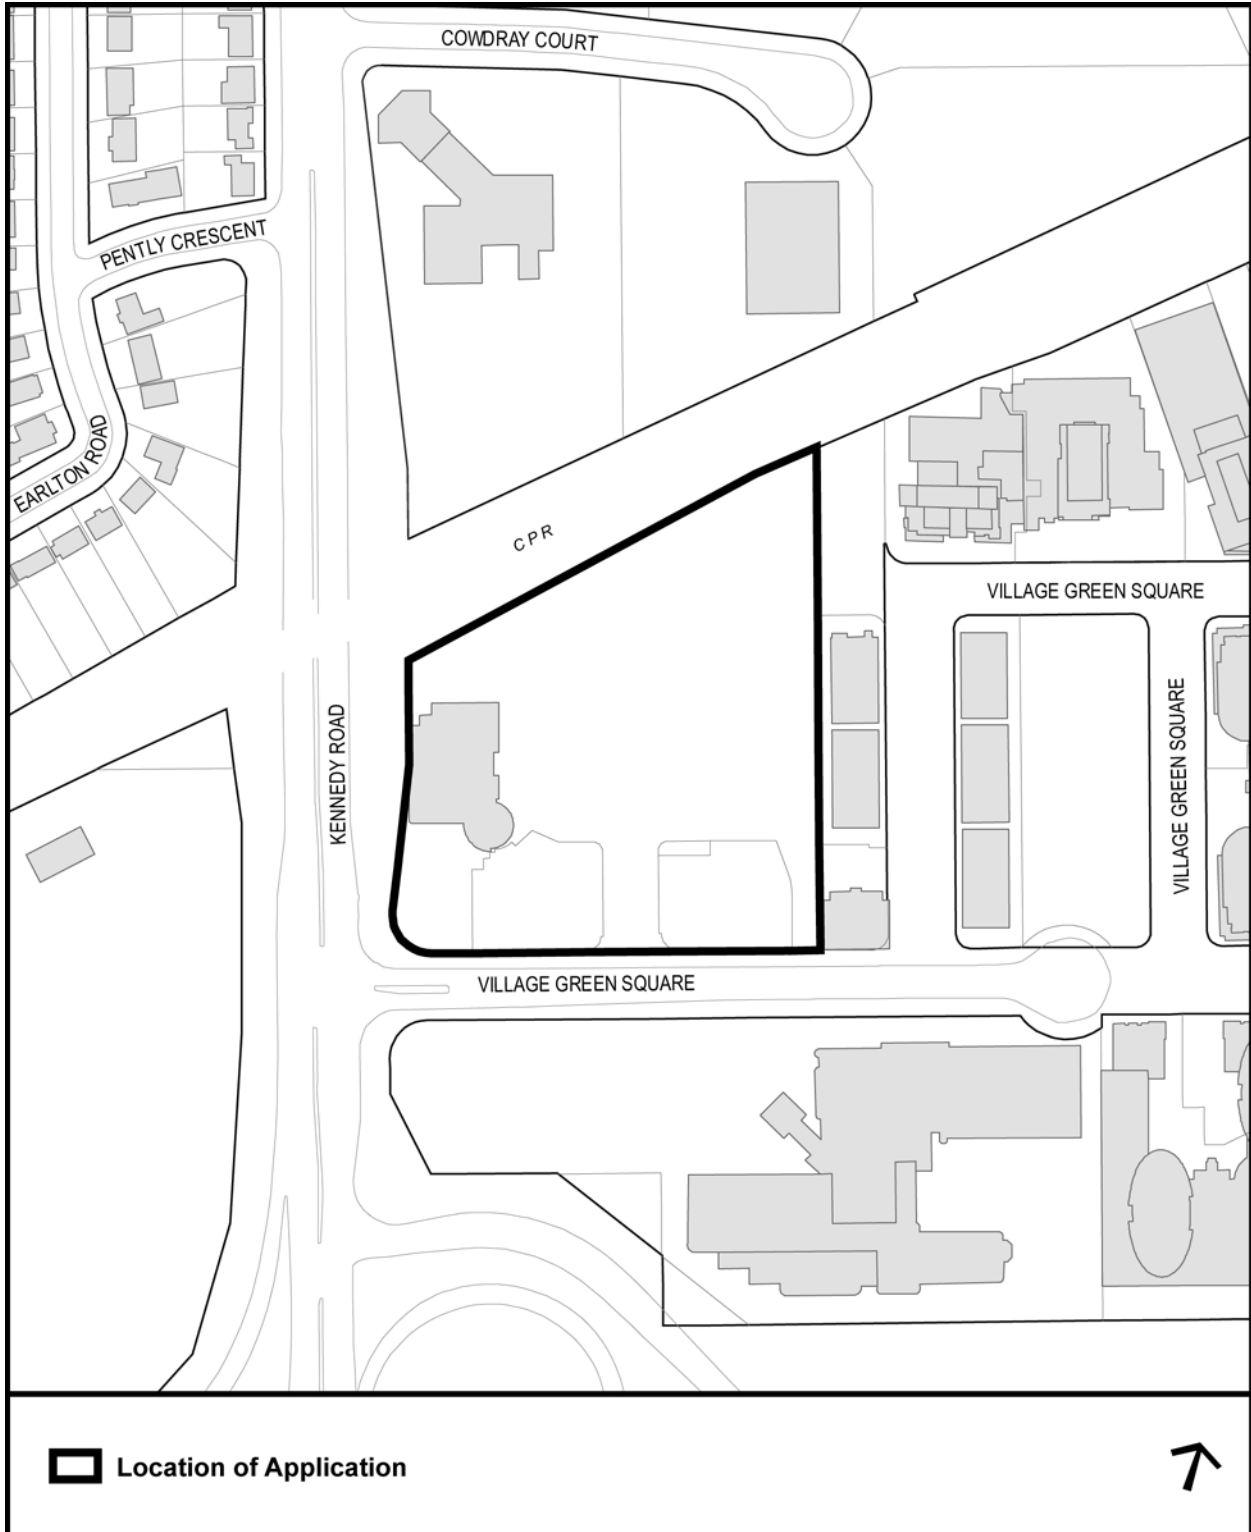 COWDRAY COURT
PENTLY CRESCENT
EARLTON ROAD
CPR
VILLAGE GREEN SQUARE
KENNEDY ROAD
VILLAGE GREEN SQUARE
VILLAGE GREEN SQUARE
Location of Application